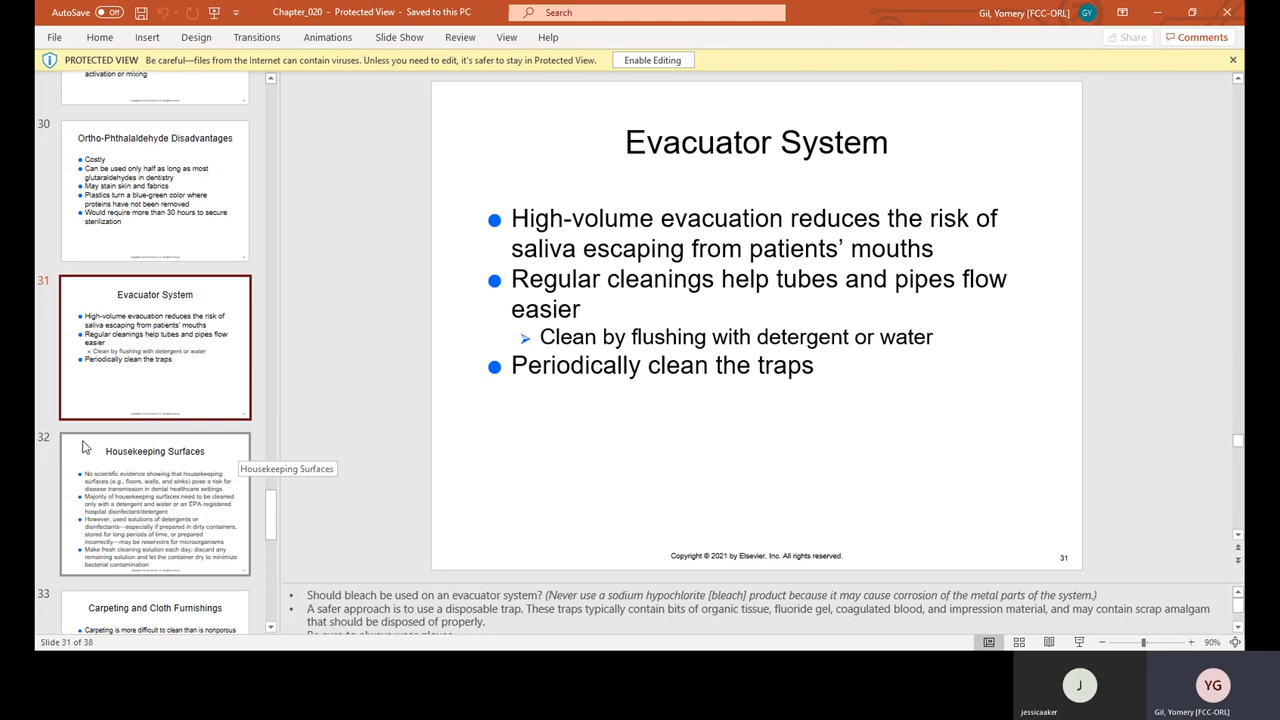 AutoSave Off
Chapter_020 - Protected View - Saved to this PC
Search
Gil, Yomery [FCC-ORL]
GY
File Home Insert Design Transitions Animations Slide Show Review View Help
Share
Comments
PROTECTED VIEW Be careful—files from the Internet can contain viruses. Unless you need to edit, it's safer to stay in Protected View.
Enable Editing
activation or mixing
30
Ortho-Phthalaldehyde Disadvantages
Costly
Can be used only half as long as most
glutaraldehydes in dentistry
May stain skin and fabrics
Plastics turn a blue-green color where
proteins have not been removed
Would require more than 30 hours to secure
sterilization
31
Evacuator System
High-volume evacuation reduces the risk of
saliva escaping from patients' mouths
Regular cleanings help tubes and pipes flow
easier
Clean by flushing with detergent or water
Periodically clean the traps
32
Housekeeping Surfaces
No scientific evidence showing that housekeeping
surfaces (e.g., floors, walls, and sinks) pose a risk for
disease transmission in dental healthcare settings
Majority of housekeeping surfaces need to be cleaned
only with a detergent and water or an EPA-registered
hospital disinfectant/detergent
However, used solutions of detergents or
disinfectants—especially if prepared in dirty containers,
stored for long periods of time, or prepared
incorrectly—may be reservoirs for microorganisms
Make fresh cleaning solution each day; discard any
remaining solution and let the container dry to minimize
bacterial contamination
Housekeeping Surfaces
33
Carpeting and Cloth Furnishings
Carpeting is more difficult to clean than is nonporous
Evacuator System
High-volume evacuation reduces the risk of
saliva escaping from patients' mouths
Regular cleanings help tubes and pipes flow
easier
Clean by flushing with detergent or water
Periodically clean the traps
Copyright © 2021 by Elsevier, Inc. All rights reserved.
31
Should bleach be used on an evacuator system? (Never use a sodium hypochlorite [bleach] product because it may cause corrosion of the metal parts of the system.)
A safer approach is to use a disposable trap. These traps typically contain bits of organic tissue, fluoride gel, coagulated blood, and impression material, and may contain scrap amalgam
that should be disposed of properly.
Be sure to always wear gloves
Slide 31 of 38
90%
J
jessicaaker
YG
Gil, Yomery [FCC-ORL]